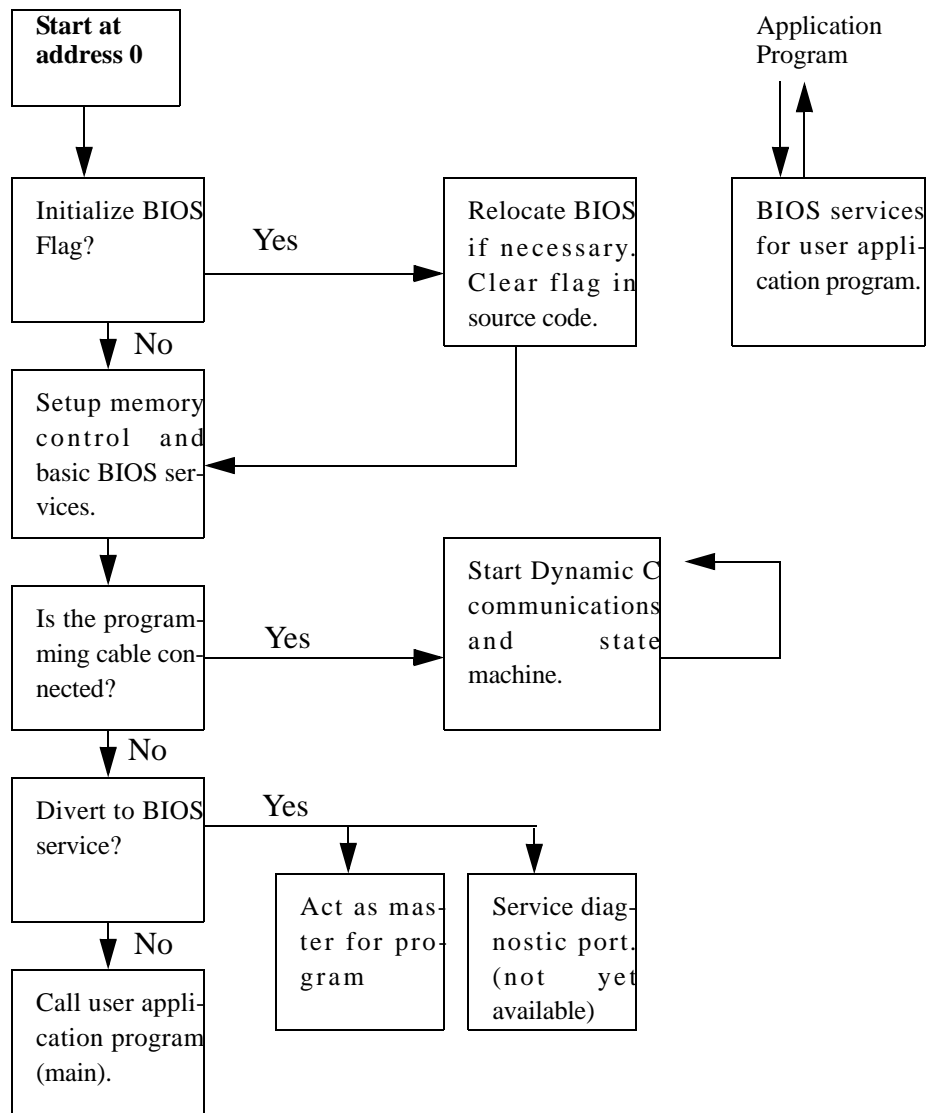 Start at
address 0
Application
Program
Initialize BIOS
Flag?
Yes
Relocate BIOS
if necessary.
Clear flag in
source code.
BIOS services
for user appli-
cation program.
No
Setup memory
control and
basic BIOS ser-
vices.
Is the program-
ming cable con-
nected?
Yes
Start Dynamic C
communications
and state
machine.
No
Divert to BIOS
service?
Yes
Act as mas-
ter for pro-
gram
Service diag-
nostic port.
(not yet
available)
No
Call user appli-
cation program
(main).